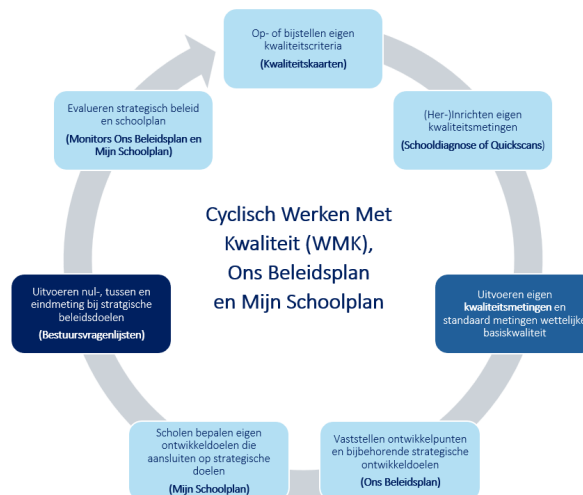 Op- of bijstellen eigen
kwaliteitscriteria
(Kwaliteitskaarten)
(Her-)Inrichten eigen
kwaliteitsmetingen
(Schooldiagnose of Quickscans)
Uitvoeren eigen
kwaliteitsmetingen en
standaard metingen wettelijke
basiskwaliteit
Vaststellen ontwikkelpunten
en bijbehorende strategische
ontwikkeldoelen
(Ons Beleidsplan)
Scholen bepalen eigen
ontwikkeldoelen die
aansluiten op strategische
doelen
(Mijn Schoolplan)
Uitvoeren nul-, tussen en
eindmeting bij stratgische
beleidsdoelen
(Bestuursvragenlijsten)
Evalueren strategisch beleid
en schoolplan
(Monitors Ons Beleidsplan en
Mijn Schoolplan)
Cyclisch Werken Met
Kwaliteit (WMK),
Ons Beleidsplan
en Mijn Schoolplan